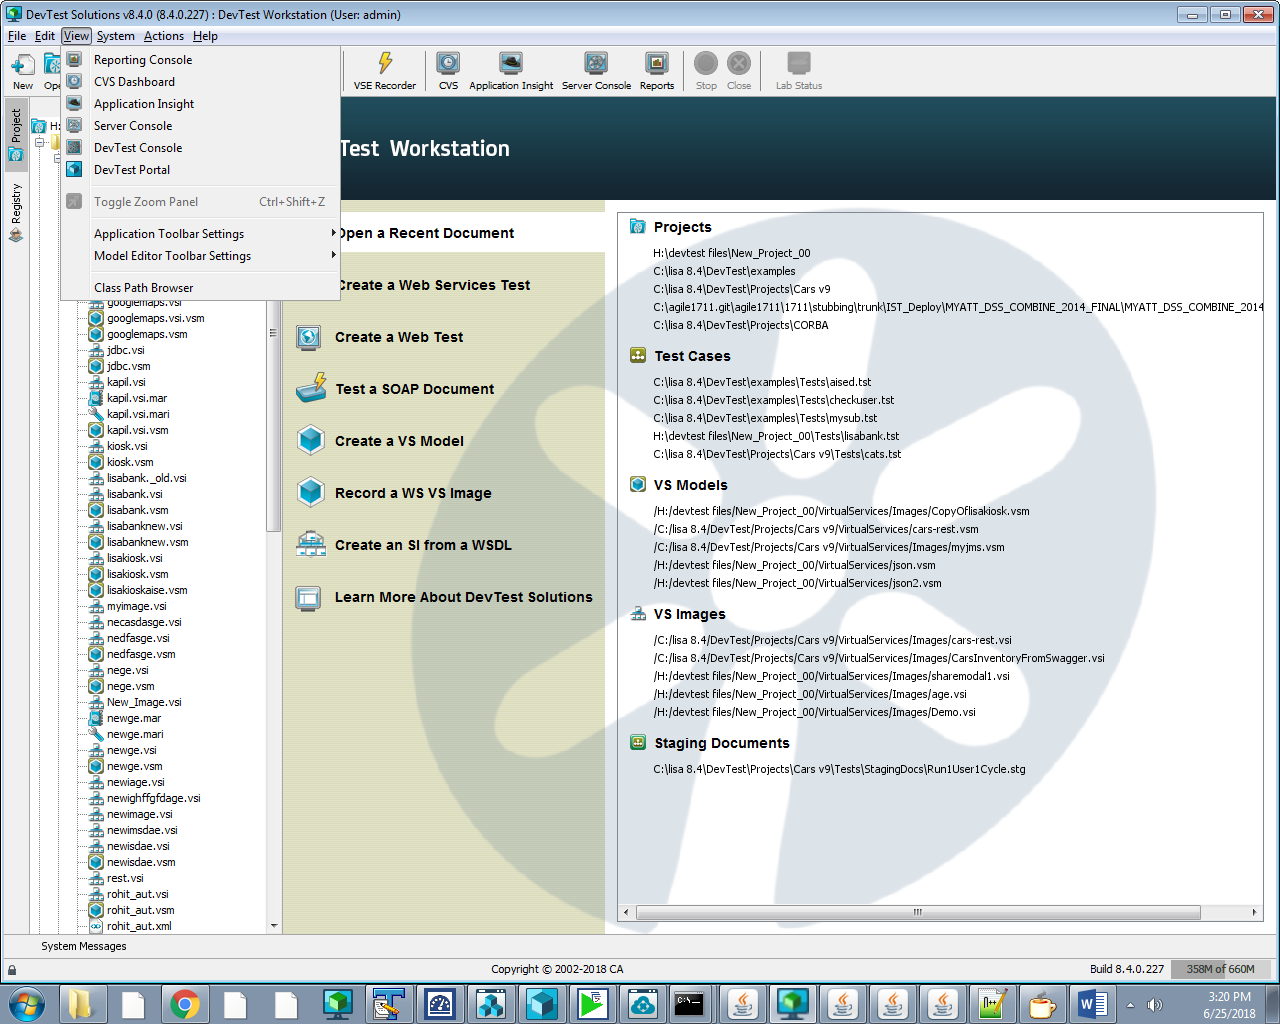 DevTest Solutions v8.4.0 (8.4.0.227) : DevTest Workstation (User: admin)
File Edit View System Actions Help
New
VSE Recorder CVS Application Insight Server Console Reports Stop Close Lab Status
Reporting Console
CVS Dashboard
Application Insight
Server Console
DevTest Console
DevTest Portal
Toggle Zoom Panel Ctrl+Shift+Z
Application Toolbar Settings
Model Editor Toolbar Settings
Class Path Browser
Project
Registry
H:
Test Workstation
googlemaps.vsi
googlemaps.vsi.vsm
googlemaps.vsm
jdbc.vsi
jdbc.vsm
kapil.vsi
kapil.vsi.mar
kapil.vsi.mari
kapil.vsi.vsm
kiosk.vsi
kiosk.vsm
lisabank._old.vsi
lisabank.vsi
lisabank.vsm
lisabanknew.vsi
lisabanknew.vsm
lisakiosk.vsi
lisakiosk.vsm
lisakioskaise.vsm
myimage.vsi
necasdasge.vsi
nedfasge.vsi
nedfasge.vsm
nege.vsi
nege.vsm
New_Image.vsi
newge.mar
newge.mari
newge.vsi
newge.vsm
newiage.vsi
newighffgfdage.vsi
newimage.vsi
newimsdae.vsi
newisdae.vsi
newisdae.vsm
rest.vsi
rohit_aut.vsi
rohit_aut.vsm
rohit_aut.xml
Open a Recent Document
Create a Web Services Test
Create a Web Test
Test a SOAP Document
Create a VS Model
Record a WS VS Image
Create an SI from a WSDL
Learn More About DevTest Solutions
Projects
H:\devtest files\New_Project_00
C:\lisa 8.4\DevTest\examples
C:\lisa 8.4\DevTest\Projects\Cars v9
C:\agile1711.git\agile1711\1711\stubbing\trunk\IST_Deploy\MYATT_DSS_COMBINE_2014_FINAL\MYATT_DSS_COMBINE_2014
C:\lisa 8.4\DevTest\Projects\CORBA
Test Cases
C:\lisa 8.4\DevTest\examples\Tests\aised.tst
C:\lisa 8.4\DevTest\examples\Tests\checkuser.tst
C:\lisa 8.4\DevTest\examples\Tests\mysub.tst
H:\devtest files\New_Project_00\Tests\lisabank.tst
C:\lisa 8.4\DevTest\Projects\Cars v9\Tests\cats.tst
VS Models
/H:/devtest files/New_Project_00/VirtualServices/Images/CopyOflisakiosk.vsm
/C:/lisa 8.4/DevTest/Projects/Cars v9/VirtualServices/cars-rest.vsm
/C:/lisa 8.4/DevTest/Projects/Cars v9/VirtualServices/Images/myjms.vsm
/H:/devtest files/New_Project_00/VirtualServices/json.vsm
/H:/devtest files/New_Project_00/VirtualServices/json2.vsm
VS Images
/C:/lisa 8.4/DevTest/Projects/Cars v9/VirtualServices/Images/cars-rest.vsi
/C:/lisa 8.4/DevTest/Projects/Cars v9/VirtualServices/Images/CarsInventoryFromSwagger.vsi
/H:/devtest files/New_Project_00/VirtualServices/Images/sharemodal1.vsi
/H:/devtest files/New_Project_00/VirtualServices/Images/age.vsi
/H:/devtest files/New_Project_00/VirtualServices/Images/Demo.vsi
Staging Documents
C:\lisa 8.4\DevTest\Projects\Cars v9\Tests\StagingDocs\Run1User1Cycle.stg
System Messages
Copyright © 2002-2018 CA
Build 8.4.0.227 358M of 660M
3:20 PM
6/25/2018